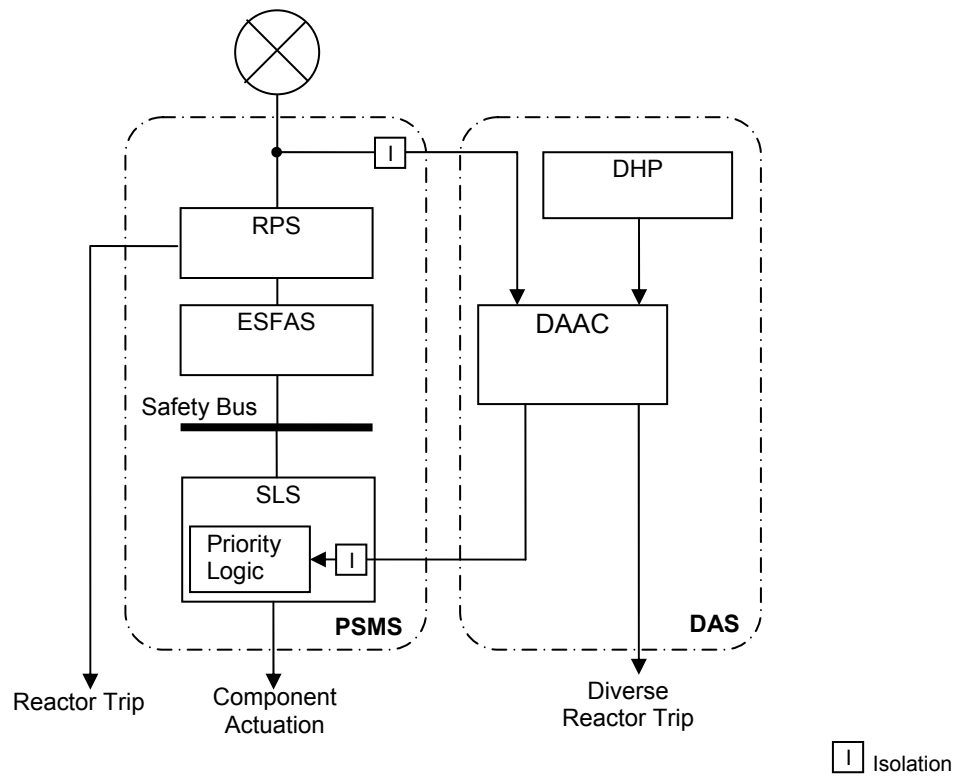 I
DHP
RPS
ESFAS
DAAC
Safety Bus
SLS
Priority
Logic
I
PSMS
DAS
Reactor Trip
Component
Actuation
Diverse
Reactor Trip
I Isolation